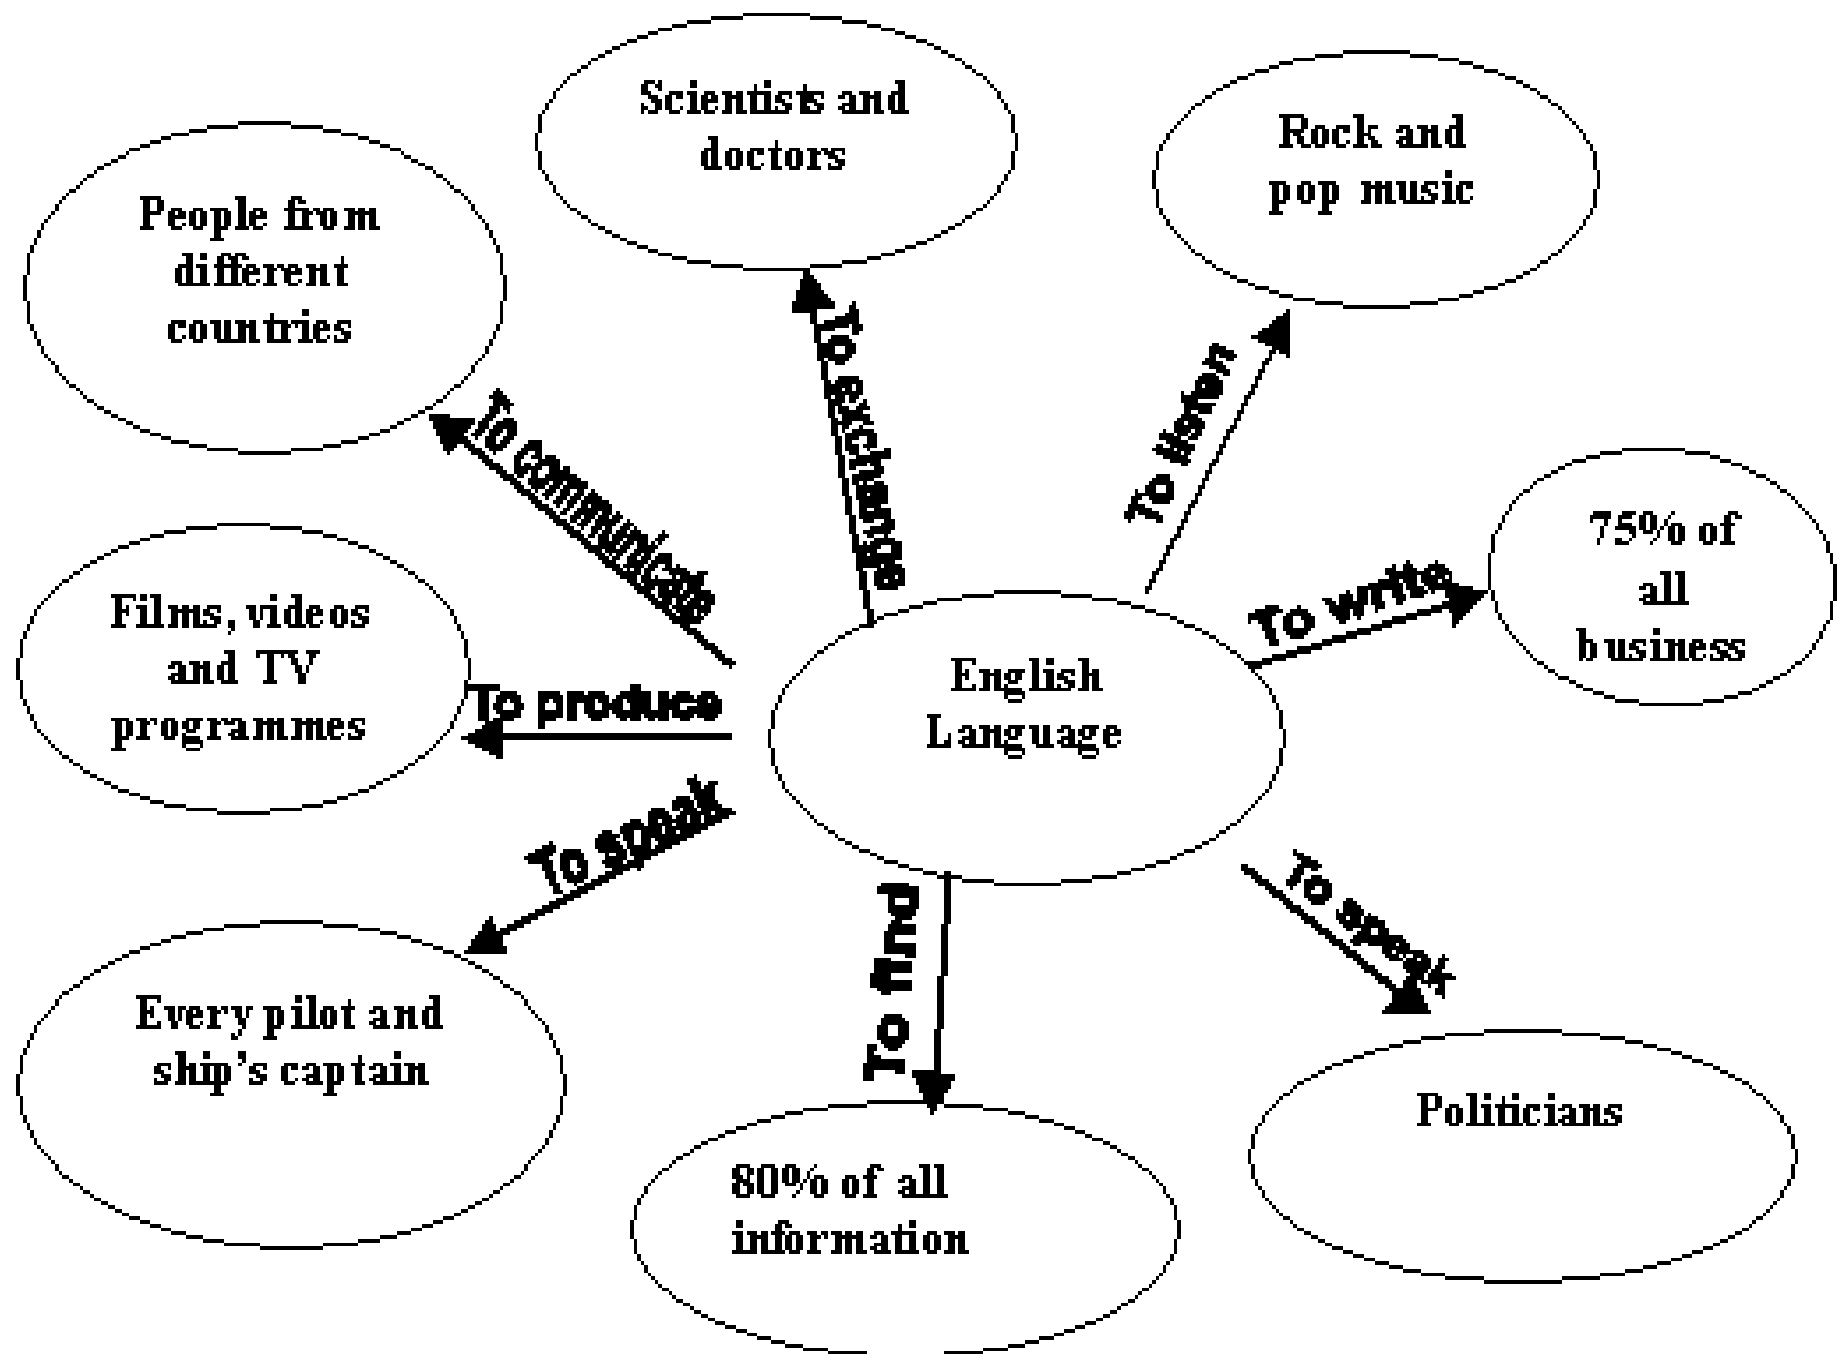 Scientists and
doctors
Rock and
pop music
People from
different
countries
To exchange
To listen
To communicate
75% of
all
business
To write
Films, videos
and TV
programmes
To produce
English
Language
To speak
To find
To speak
Every pilot and
ship's captain
80% of all
information
Politicians